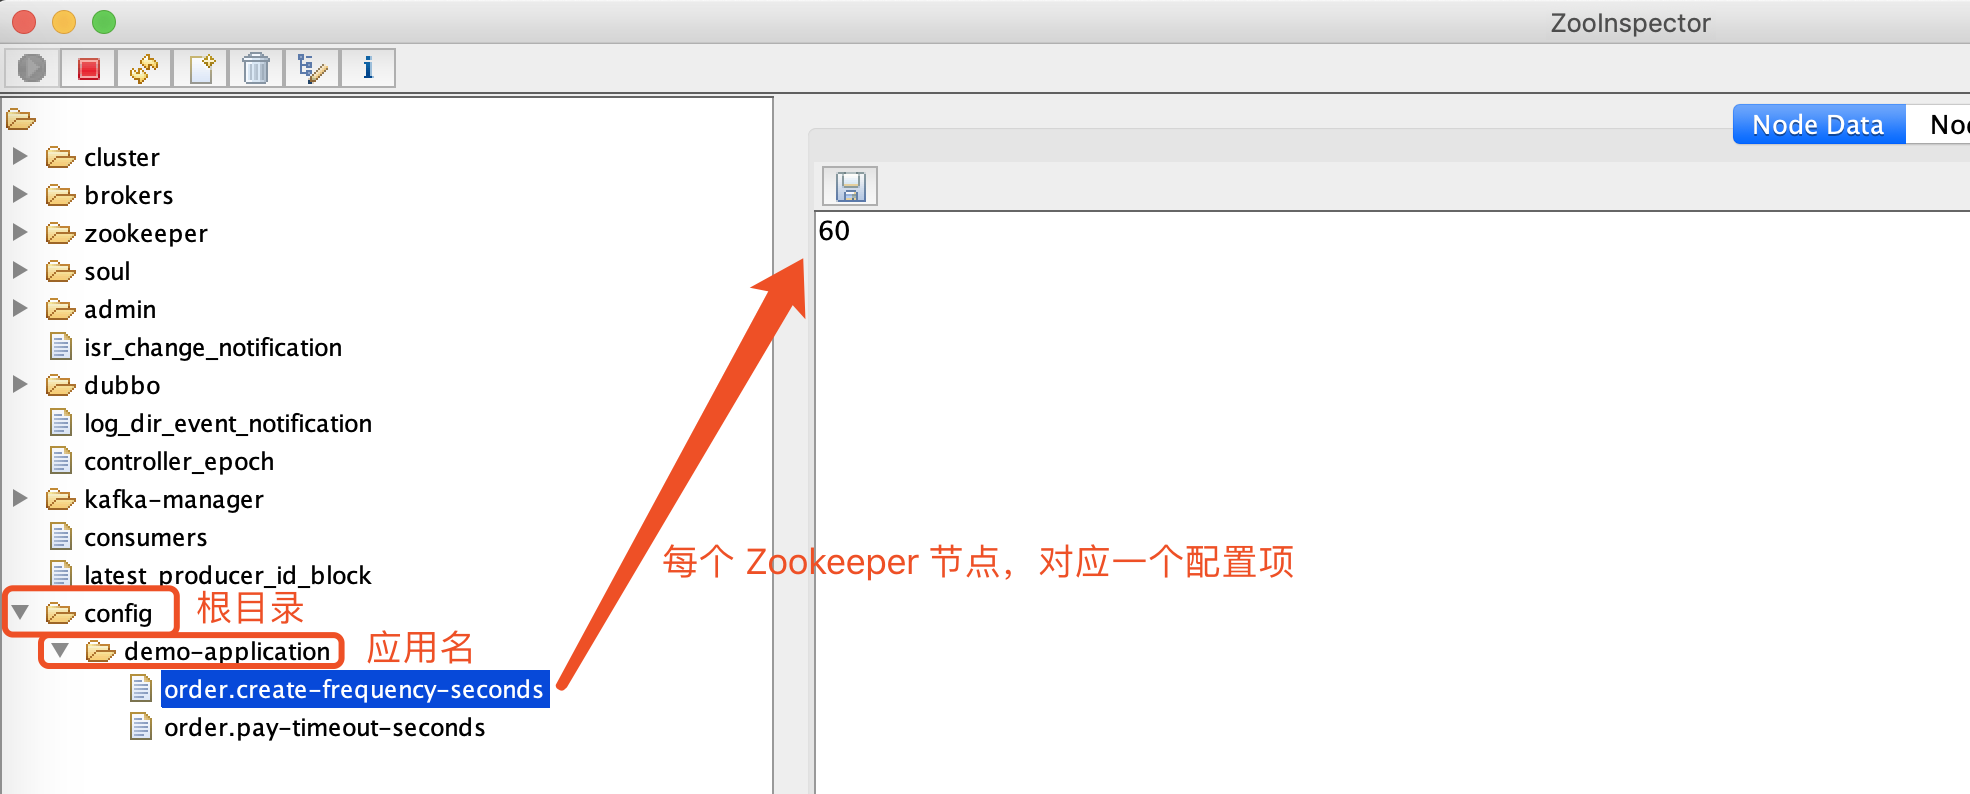 ZooInspector
Node Data
No
60
cluster
brokers
zookeeper
soul
admin
isr_change_notification
dubbo
log_dir_event_notification
controller_epoch
kafka-manager
consumers
latest_producer_id_block
每个 Zookeeper 节点，对应一个配置项
config 根目录
demo-application 应用名
order.create-frequency-seconds
order.pay-timeout-seconds